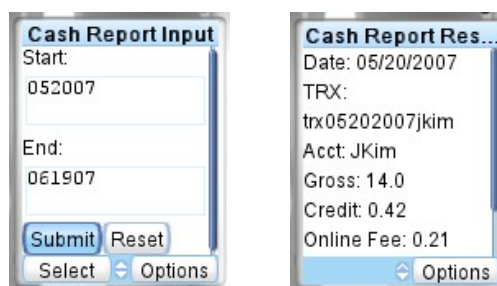 Cash Report Input
Start:
052007
End:
061907
Submit Reset
Select Options
Cash Report Res...
Date: 05/20/2007
TRX:
trx05202007jkim
Acct: JKim
Gross: 14.0
Credit: 0.42
Online Fee: 0.21
Options